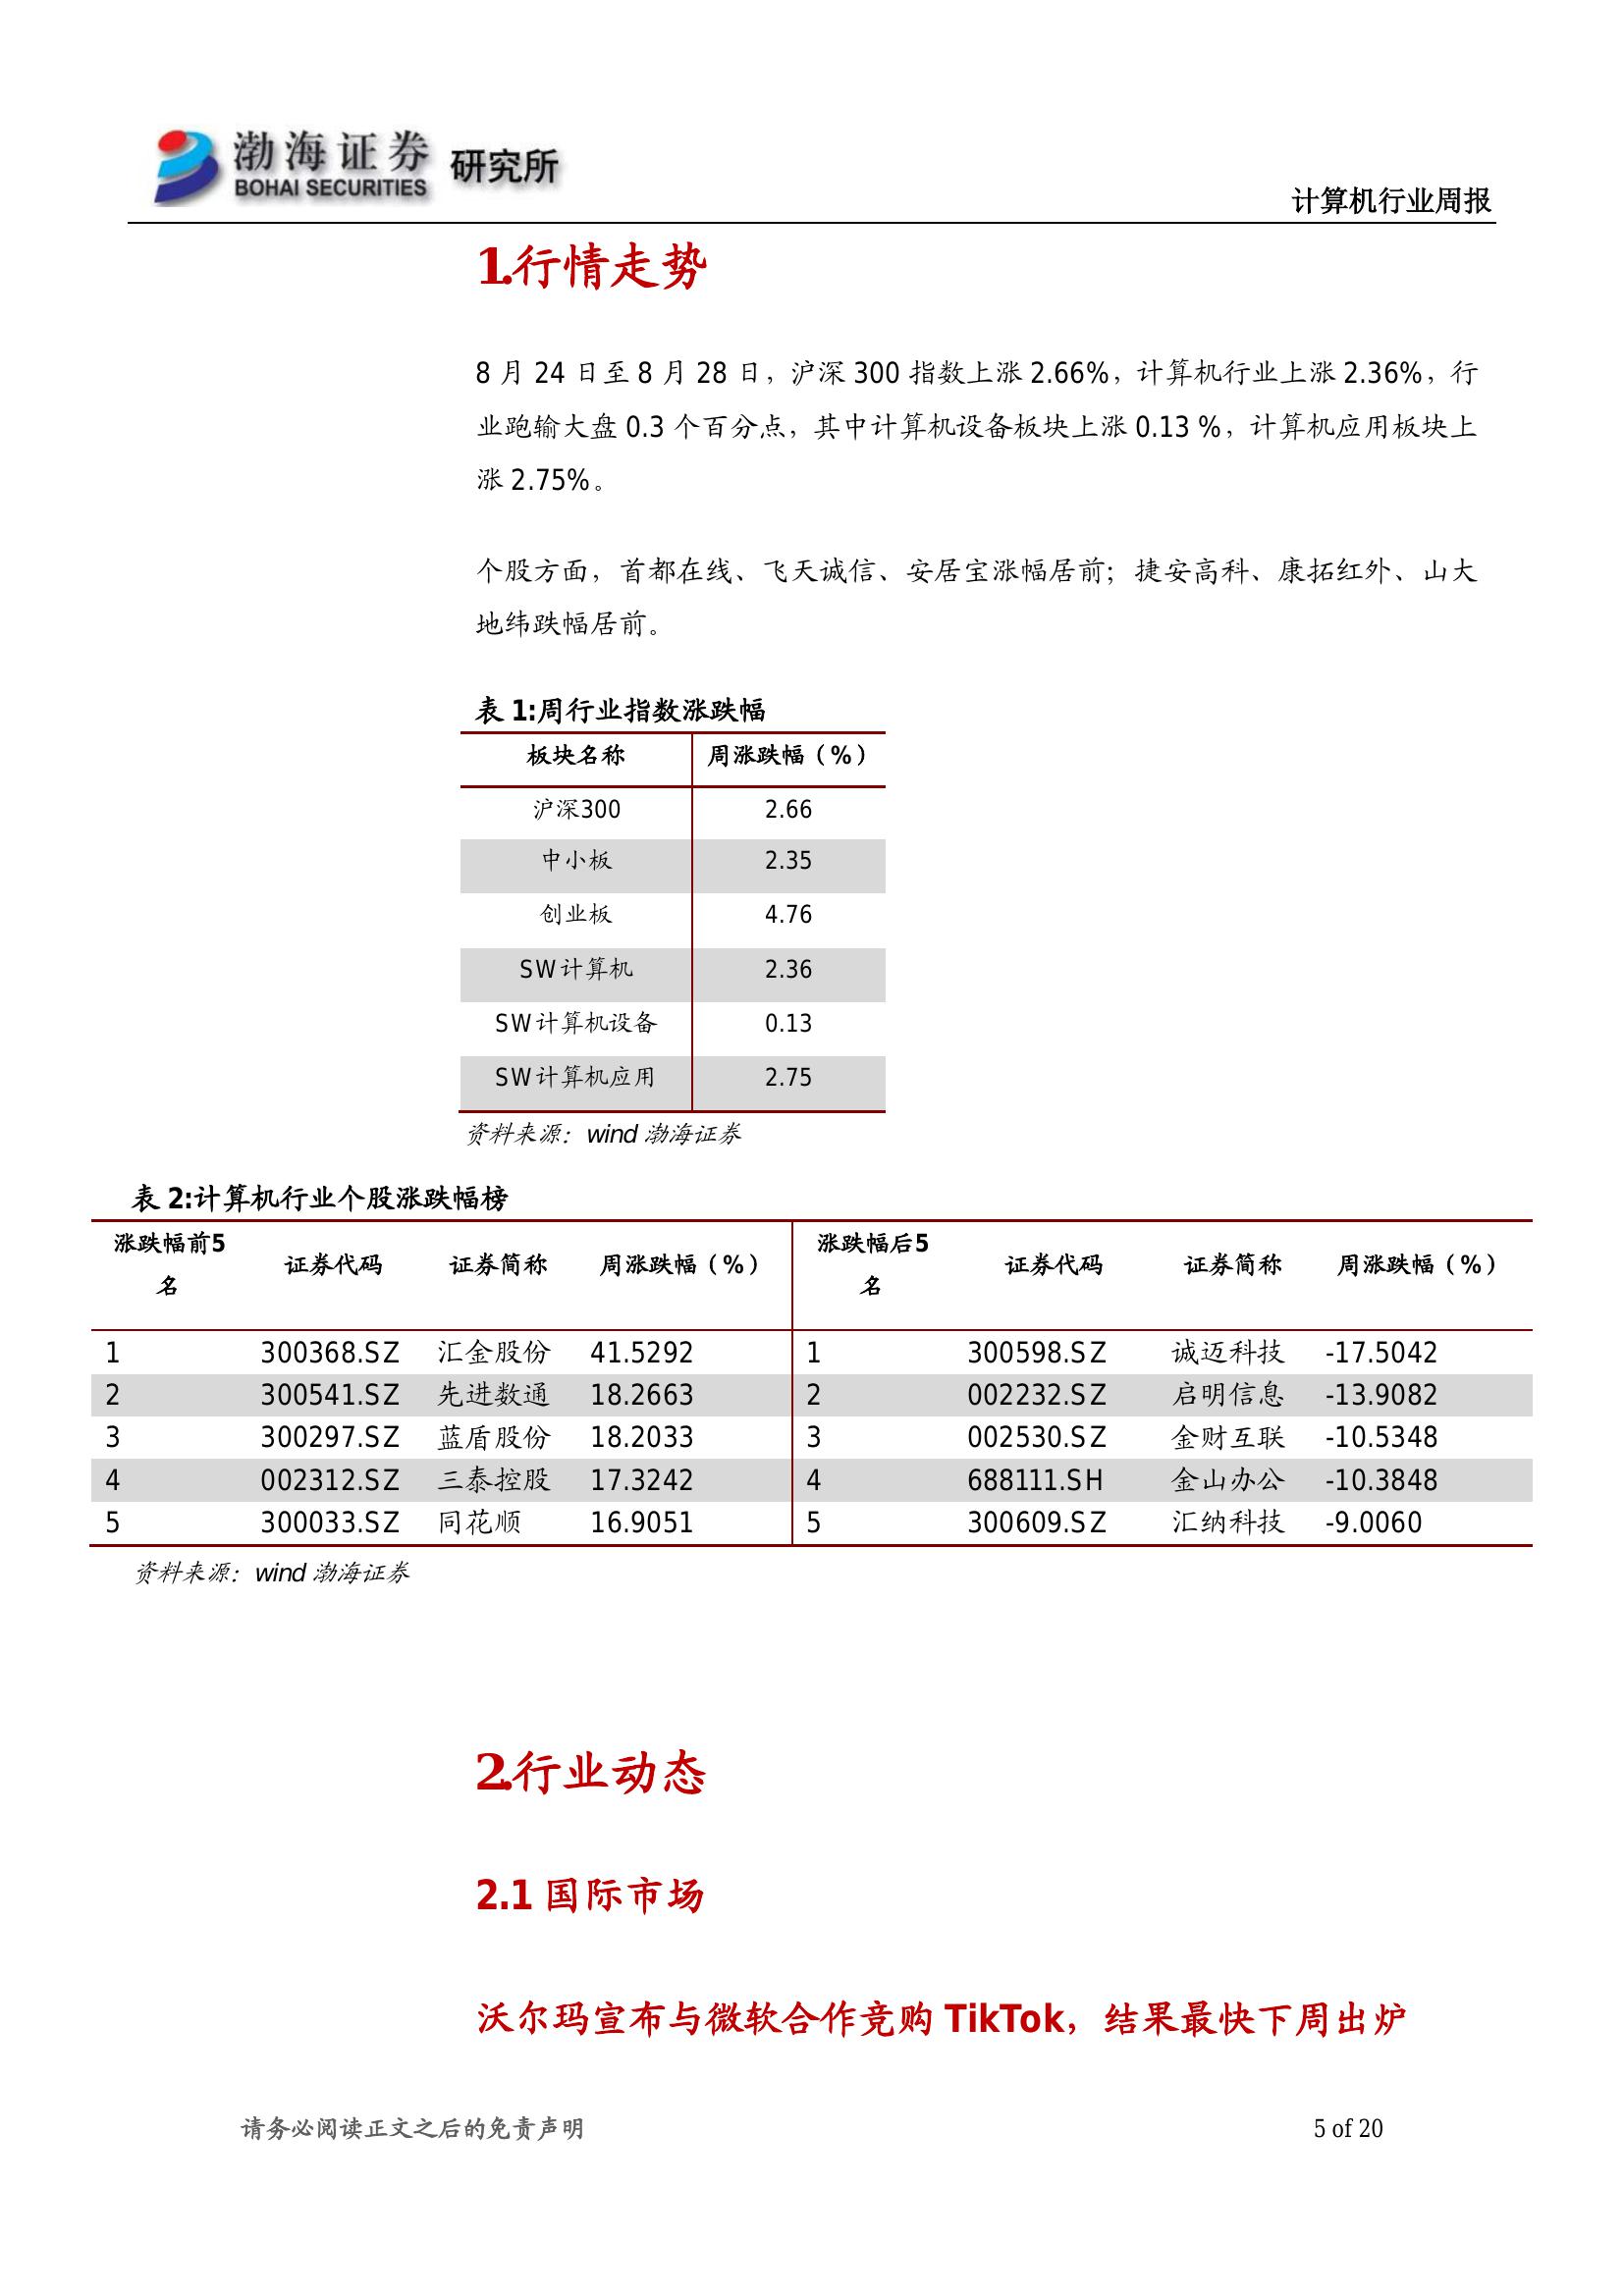 渤海证券 研究所
BOHAI SECURITIES
计算机行业周报
1.行情走势
8 月 24 日至 8 月 28 日，沪深 300 指数上涨 2.66%，计算机行业上涨 2.36%，行
业跑输大盘 0.3 个百分点，其中计算机设备板块上涨 0.13 %，计算机应用板块上
涨 2.75%。
个股方面，首都在线、飞天诚信、安居宝涨幅居前；捷安高科、康拓红外、山大
地纬跌幅居前。
表 1:周行业指数涨跌幅
板块名称 周涨跌幅（%）
沪深300 2.66
中小板 2.35
创业板 4.76
SW计算机 2.36
SW计算机设备 0.13
SW计算机应用 2.75
资料来源：wind 渤海证券
表 2:计算机行业个股涨跌幅榜
涨跌幅前5名 证券代码 证券简称 周涨跌幅（%） 涨跌幅后5名 证券代码 证券简称 周涨跌幅（%）
1 300368.SZ 汇金股份 41.5292 1 300598.SZ 诚迈科技 -17.5042
2 300541.SZ 先进数通 18.2663 2 002232.SZ 启明信息 -13.9082
3 300297.SZ 蓝盾股份 18.2033 3 002530.SZ 金财互联 -10.5348
4 002312.SZ 三泰控股 17.3242 4 688111.SH 金山办公 -10.3848
5 300033.SZ 同花顺 16.9051 5 300609.SZ 汇纳科技 -9.0060
资料来源：wind 渤海证券
2.行业动态
2.1 国际市场
沃尔玛宣布与微软合作竞购 TikTok，结果最快下周出炉
请务必阅读正文之后的免责声明 5 of 20